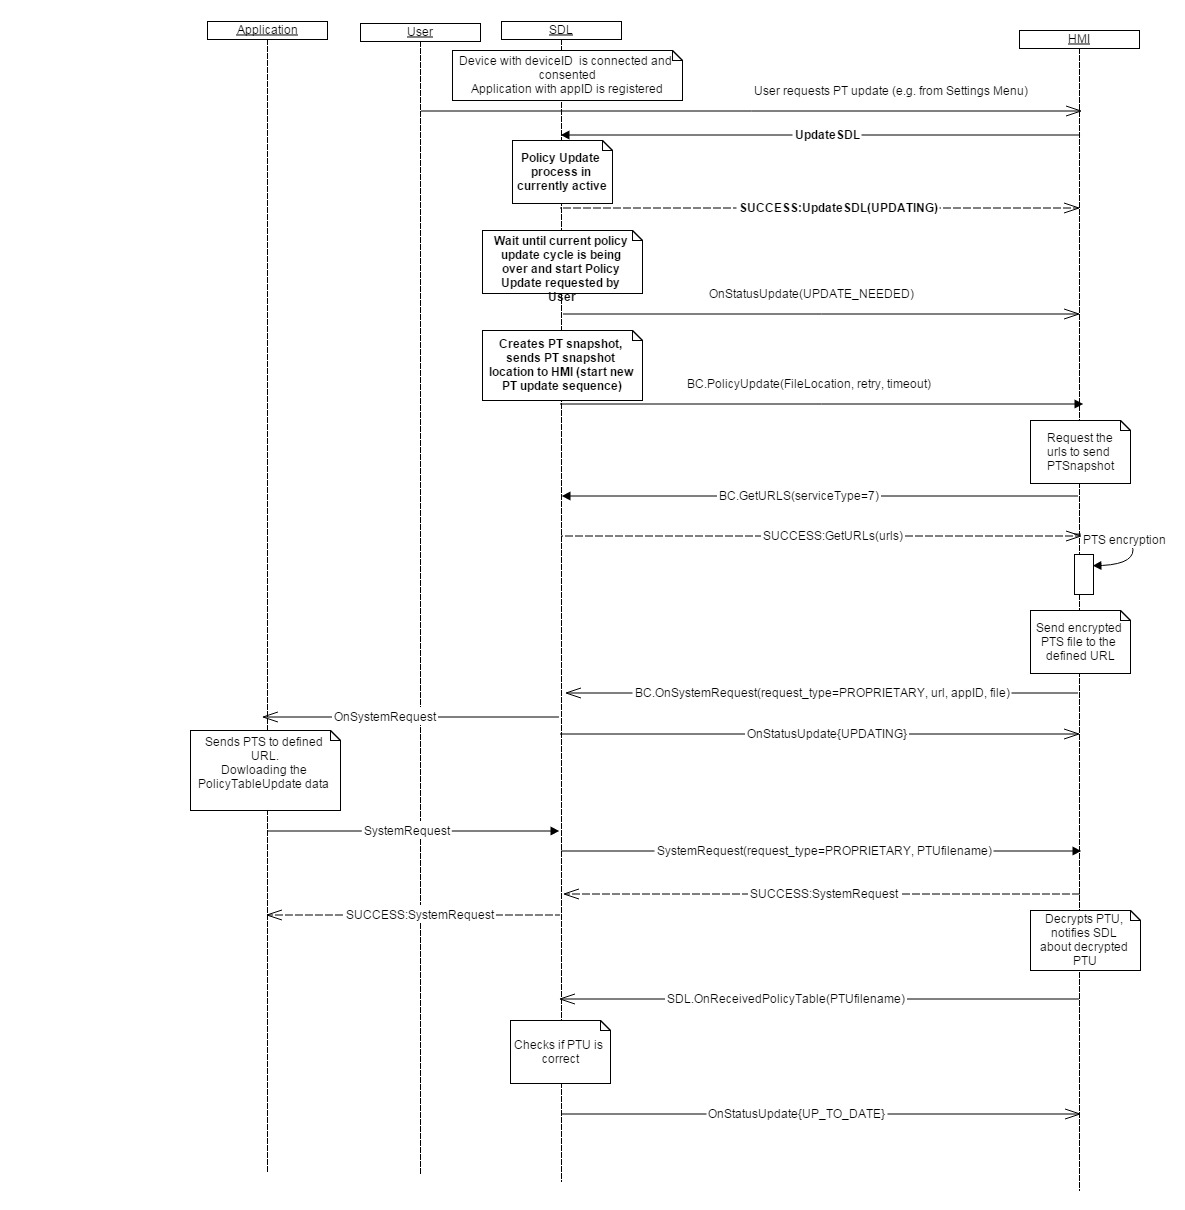 Application
User
SDL
HMI
Device with deviceID is connected and
consented
Application with appID is registered
User requests PT update (e.g. from Settings Menu)
UpdateSDL
Policy Update
process in
currently active
SUCCESS:UpdateSDL(UPDATING)
Wait until current policy
update cycle is being
over and start Policy
Update requested by
User
OnStatusUpdate(UPDATE_NEEDED)
Creates PT snapshot,
sends PT snapshot
location to HMI (start new
PT update sequence)
BC.PolicyUpdate(FileLocation, retry, timeout)
Request the
urls to send
PTSnapshot
BC.GetURLS(serviceType=7)
SUCCESS:GetURLs(urls)
PTS encryption
Send encrypted
PTS file to the
defined URL
BC.OnSystemRequest(request_type=PROPRIETARY, url, appID, file)
OnSystemRequest
OnStatusUpdate{UPDATING}
Sends PTS to defined
URL.
Dowloading the
PolicyTableUpdate data
SystemRequest
SystemRequest(request_type=PROPRIETARY, PTUfilename)
SUCCESS:SystemRequest
SUCCESS:SystemRequest
Decrypts PTU,
notifies SDL
about decrypted
PTU
SDL.OnReceivedPolicyTable(PTUfilename)
Checks if PTU is
correct
OnStatusUpdate{UP_TO_DATE}